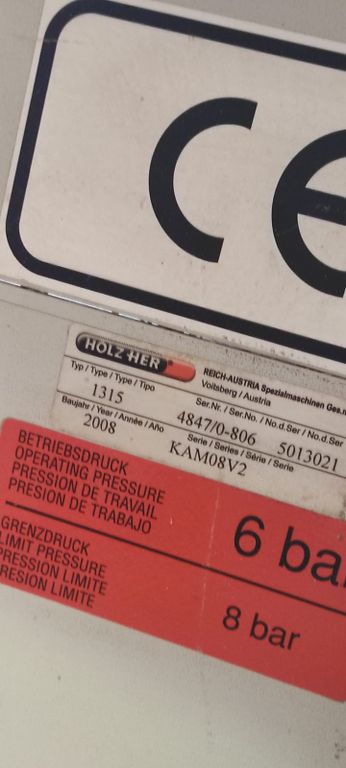 CE
HOLZ HER
REICH-AUSTRIA Spezialmaschinen Ges.m
Voitsberg / Austria
Typ / Type / Type / Tipo
Ser.Nr. / Ser.No. / No.d.Ser / No.d.Ser
1315
4847/0-806 5013021
Baujahr / Year / Année / Año
Serie / Series / Série / Serie
2008
KAM08V2
BETRIEBSDRUCK
OPERATING PRESSURE
PRESSION DE TRAVAIL
PRESION DE TRABAJO
6 ba
GRENZDRUCK
LIMIT PRESSURE
PRESSION LIMITE
RESION LIMITE
8 bar